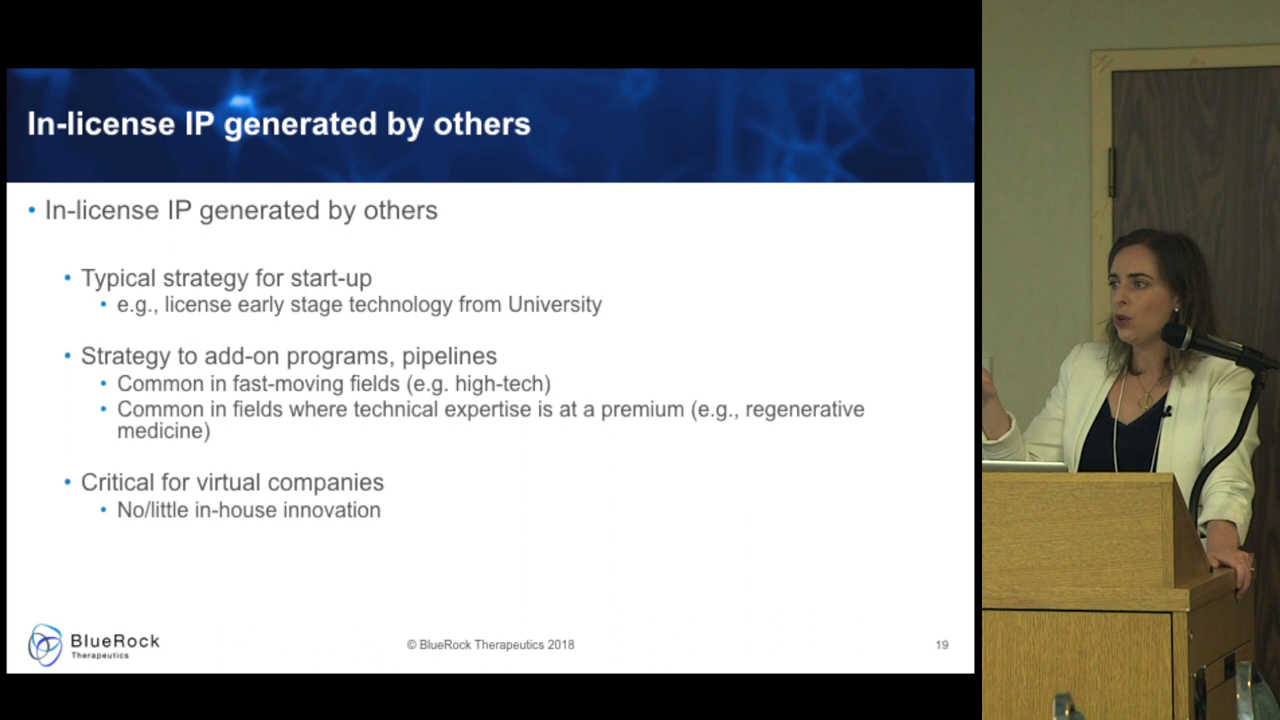 In-license IP generated by others
• In-license IP generated by others
• Typical strategy for start-up
• e.g., license early stage technology from University
• Strategy to add-on programs, pipelines
• Common in fast-moving fields (e.g. high-tech)
• Common in fields where technical expertise is at a premium (e.g., regenerative
medicine)
• Critical for virtual companies
• No/little in-house innovation
BlueRock
Therapeutics
© BlueRock Therapeutics 2018
19